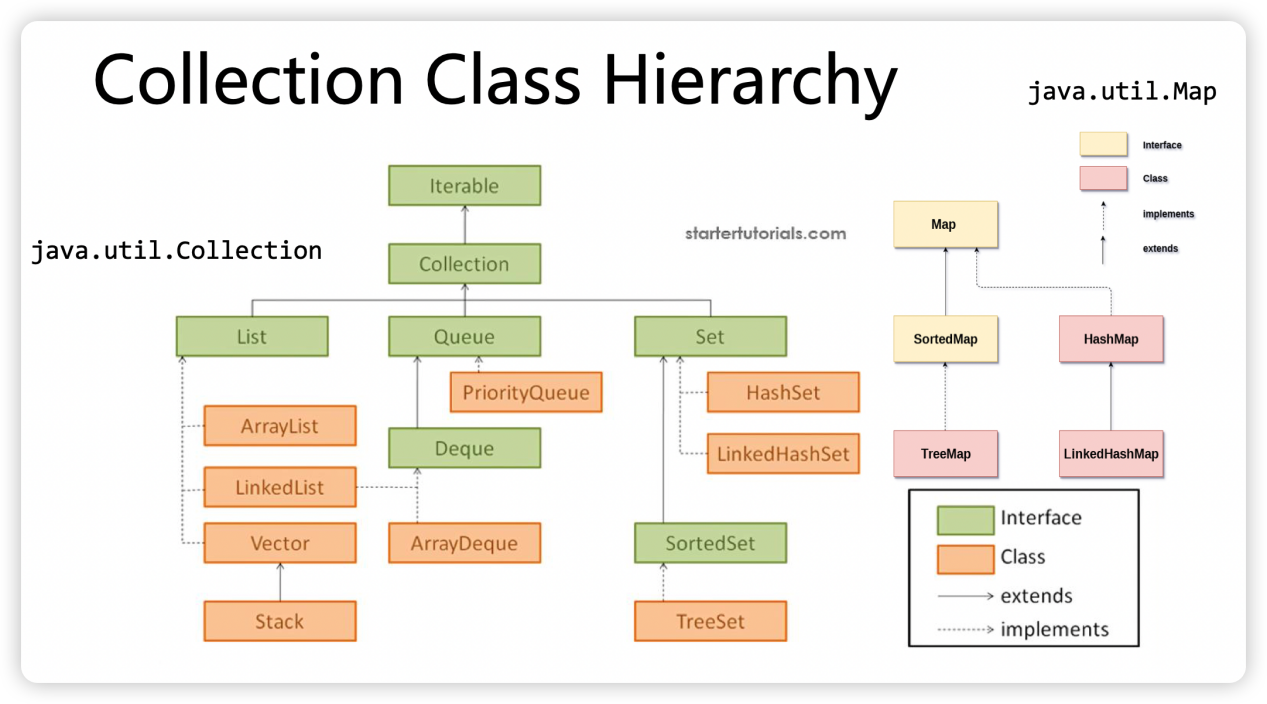 Collection Class Hierarchy
java.util.Map
Interface
Class
implements
extends
java.util.Collection
startertutorials.com
Iterable
Collection
List
Queue
Set
PriorityQueue
HashSet
ArrayList
Deque
LinkedHashSet
LinkedList
Vector
ArrayDeque
SortedSet
Stack
TreeSet
Map
SortedMap
HashMap
TreeMap
LinkedHashMap
Interface
Class
extends
implements